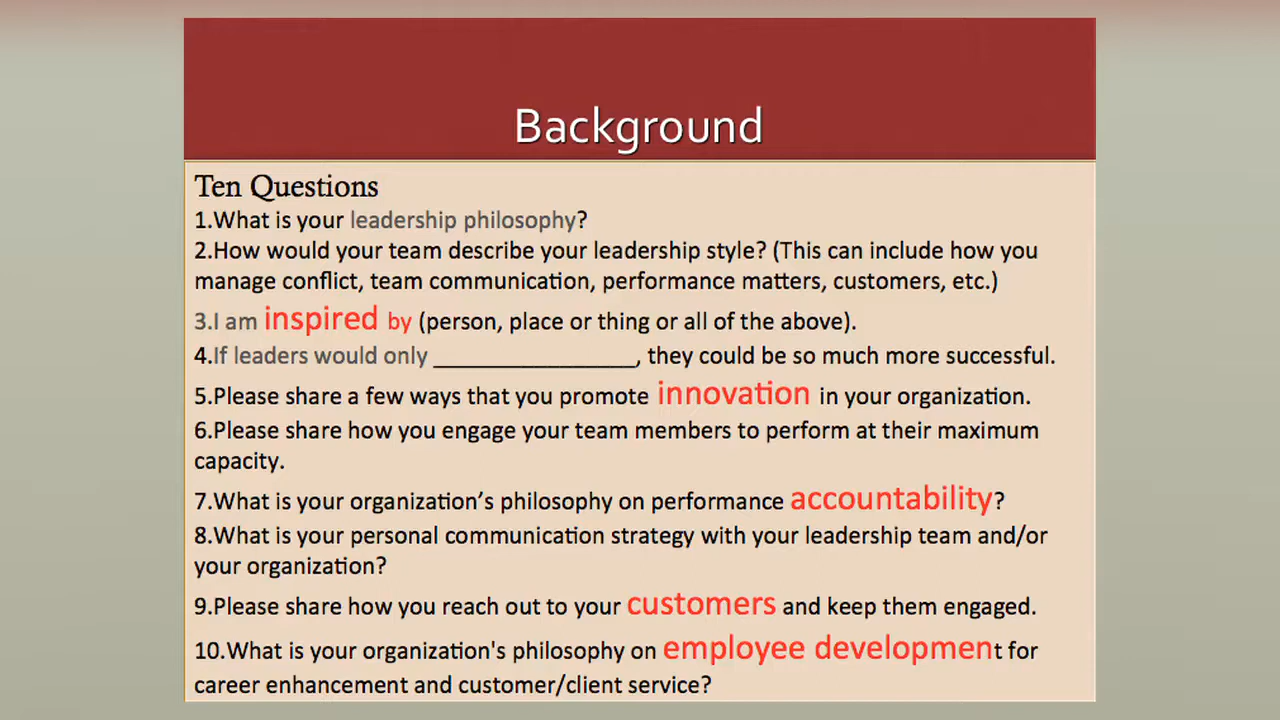 Background
Ten Questions
1.What is your leadership philosophy?
2.How would your team describe your leadership style? (This can include how you
manage conflict, team communication, performance matters, customers, etc.)
3.I am inspired by (person, place or thing or all of the above).
4.If leaders would only ________________, they could be so much more successful.
5.Please share a few ways that you promote innovation in your organization.
6.Please share how you engage your team members to perform at their maximum
capacity.
7.What is your organization’s philosophy on performance accountability?
8.What is your personal communication strategy with your leadership team and/or
your organization?
9.Please share how you reach out to your customers and keep them engaged.
10.What is your organization's philosophy on employee development for
career enhancement and customer/client service?